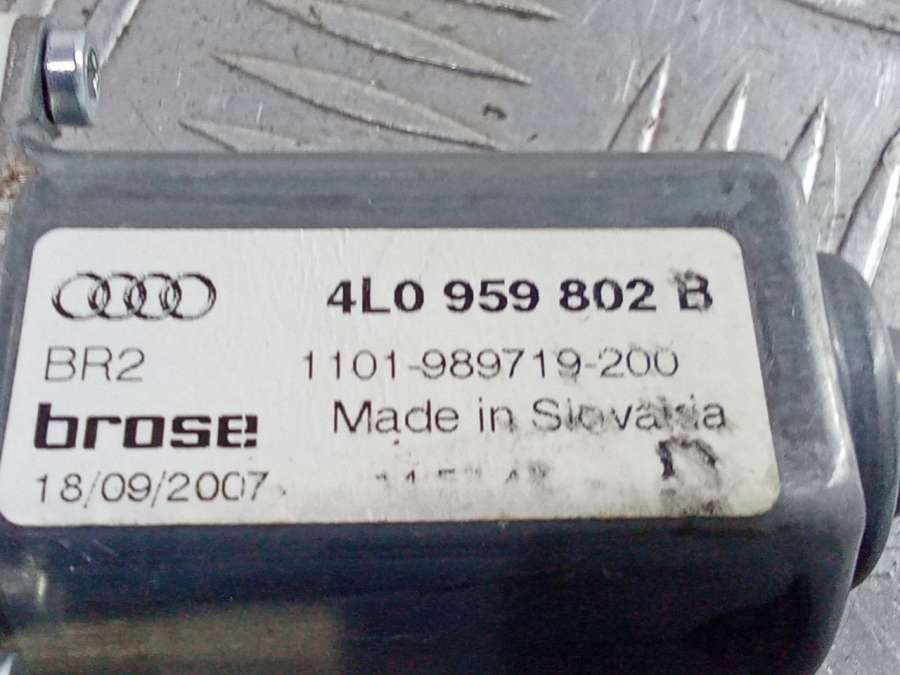 4L0 959 802 B
BR2 1101-989719-200
brose Made in Slovakia
18/09/2007